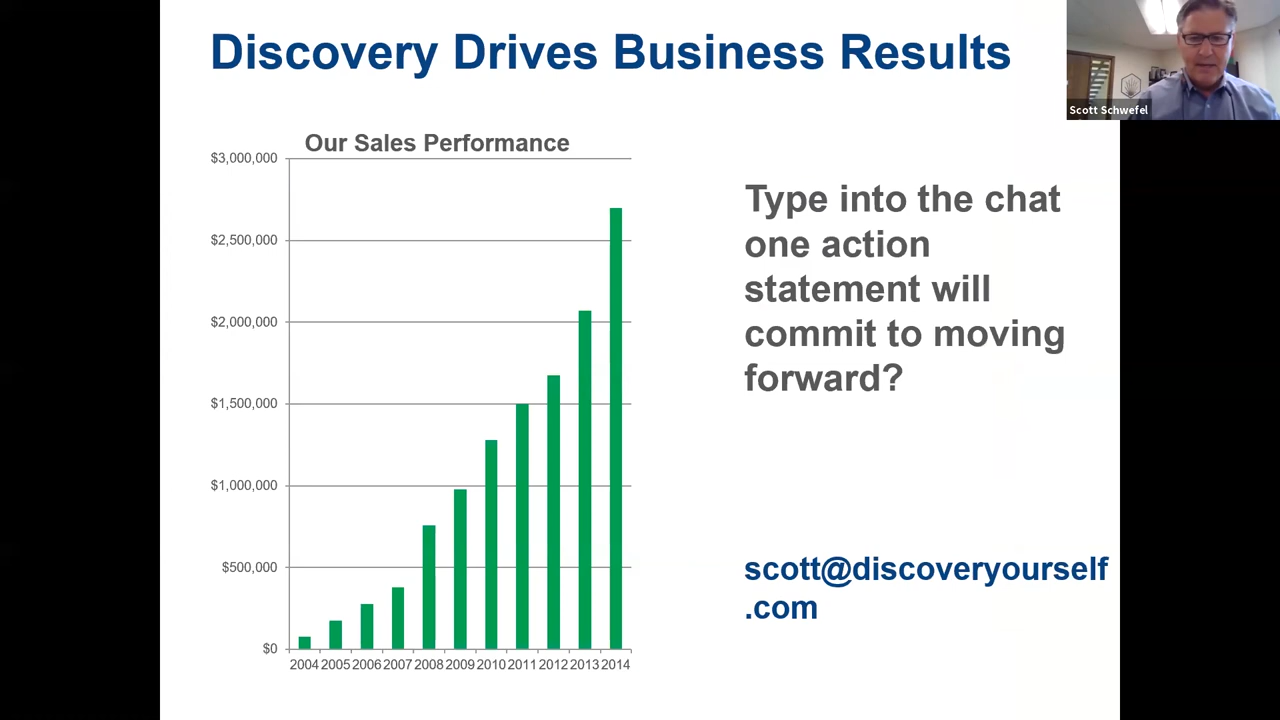 Discovery Drives Business Results
Scott Schwefel
Our Sales Performance
$3,000,000
$2,500,000
$2,000,000
$1,500,000
$1,000,000
$500,000
$0
2004 2005 2006 2007 2008 2009 2010 2011 2012 2013 2014
Type into the chat
one action
statement will
commit to moving
forward?
scott@discoveryourself
.com